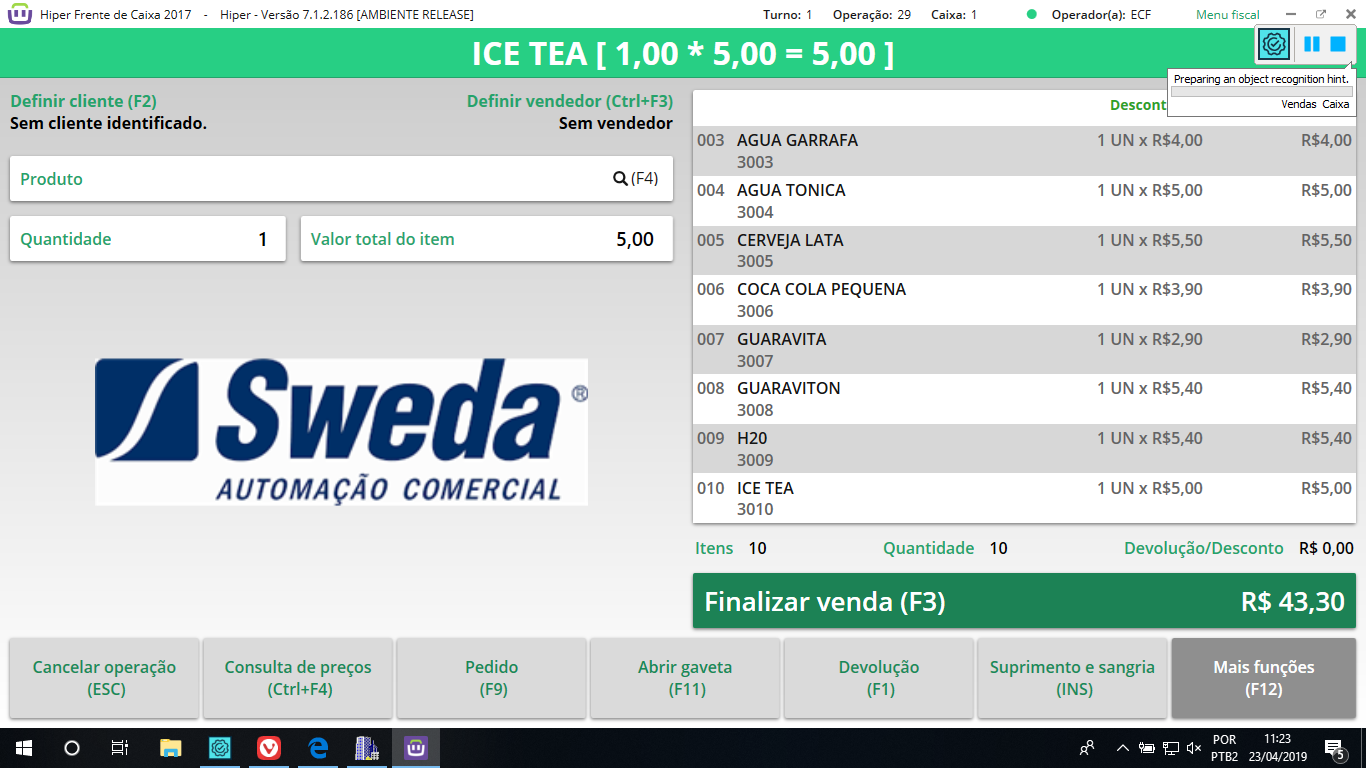 Hiper Frente de Caixa 2017 - Hiper - Versão 7.1.2.186 [AMBIENTE RELEASE] Turno: 1 Operação: 29 Caixa: 1 Operador(a): ECF Menu fiscal
ICE TEA [ 1,00 * 5,00 = 5,00 ]
Preparing an object recognition hint.
Vendas Caixa
Definir cliente (F2) Definir vendedor (Ctrl+F3)
Sem cliente identificado. Sem vendedor
Produto (F4)
Quantidade 1 Valor total do item 5,00
Sweda®
AUTOMAÇÃO COMERCIAL
Descont
003 AGUA GARRAFA 1 UN x R$4,00 R$4,00
3003
004 AGUA TONICA 1 UN x R$5,00 R$5,00
3004
005 CERVEJA LATA 1 UN x R$5,50 R$5,50
3005
006 COCA COLA PEQUENA 1 UN x R$3,90 R$3,90
3006
007 GUARAVITA 1 UN x R$2,90 R$2,90
3007
008 GUARAVITON 1 UN x R$5,40 R$5,40
3008
009 H20 1 UN x R$5,40 R$5,40
3009
010 ICE TEA 1 UN x R$5,00 R$5,00
3010
Itens 10 Quantidade 10 Devolução/Desconto R$ 0,00
Finalizar venda (F3) R$ 43,30
Cancelar operação (ESC)
Consulta de preços (Ctrl+F4)
Pedido (F9)
Abrir gaveta (F11)
Devolução (F1)
Suprimento e sangria (INS)
Mais funções (F12)
POR 11:23
PTB2 23/04/2019 5